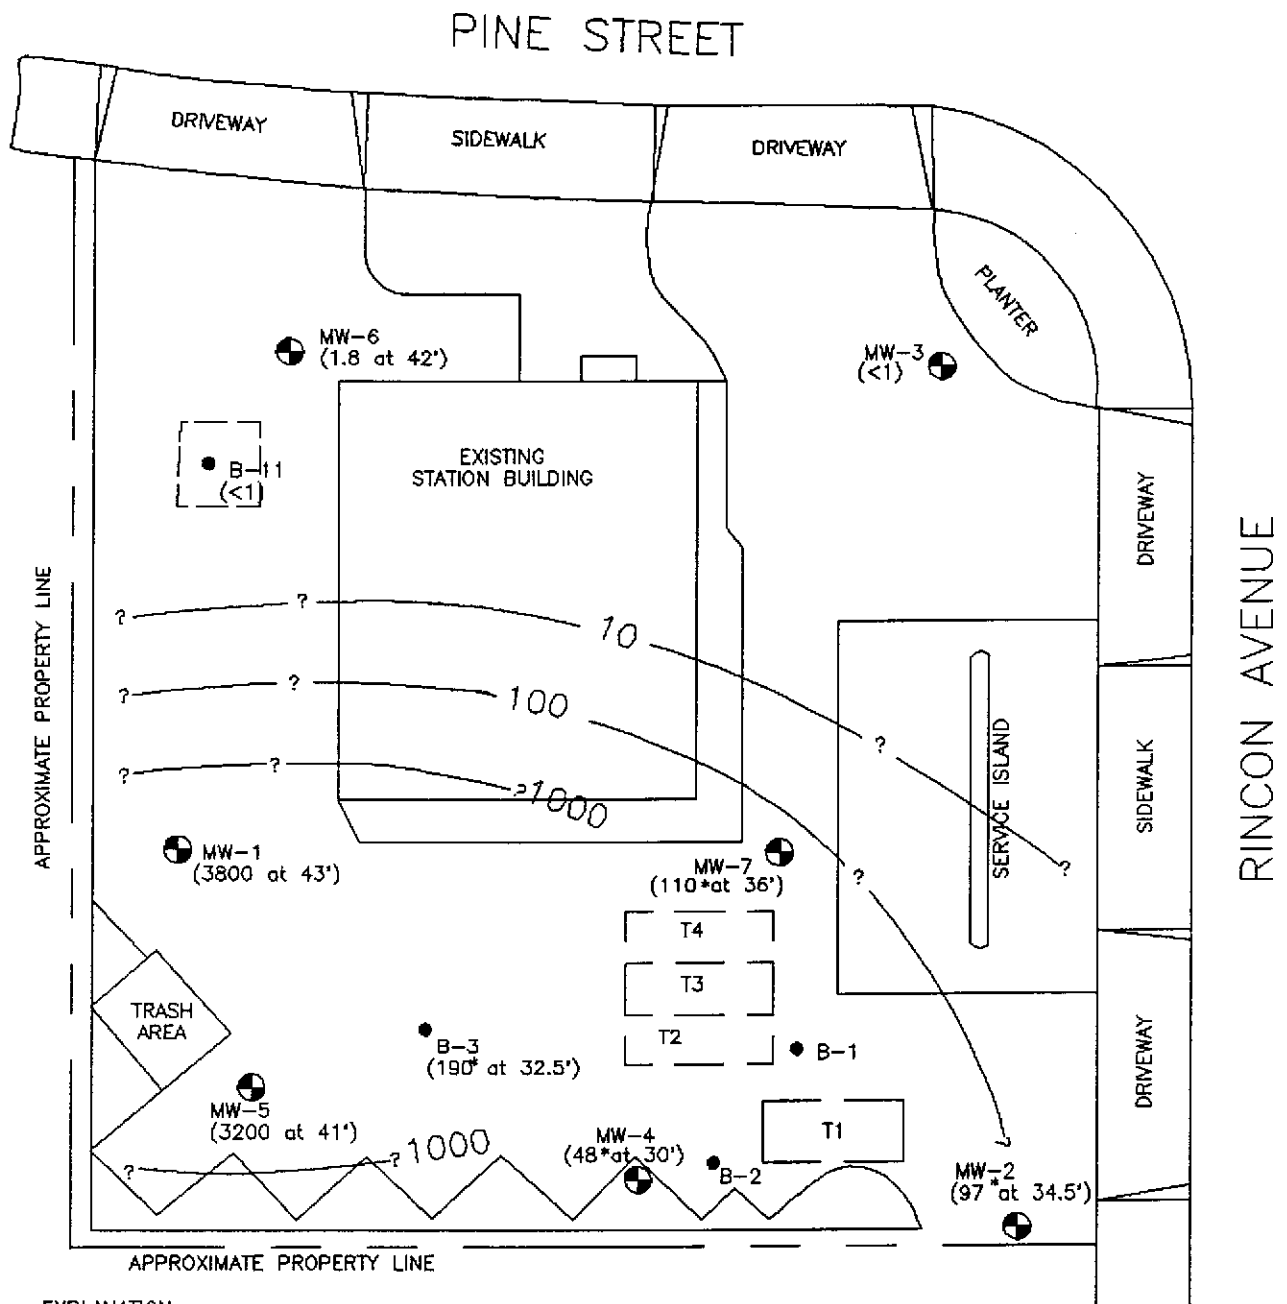 PINE STREET
DRIVEWAY
SIDEWALK
DRIVEWAY
PLANTER
MW-6
(1.8 at 42')
MW-3
(<1)
B-11
(<1)
EXISTING
STATION BUILDING
DRIVEWAY
RINCON AVENUE
APPROXIMATE PROPERTY LINE
? ? 10 ? ?
? ? 100 ?
? ? ? 1000
SERVICE ISLAND
SIDEWALK
MW-1
(3800 at 43')
MW-7
(110*at 36')
T4
T3
T2
TRASH
AREA
B-3
(190* at 32.5')
B-1
DRIVEWAY
MW-5
(3200 at 41')
T1
MW-4
(48*at 30')
B-2
? ? 1000
MW-2
(97 *at 34.5')
APPROXIMATE PROPERTY LINE